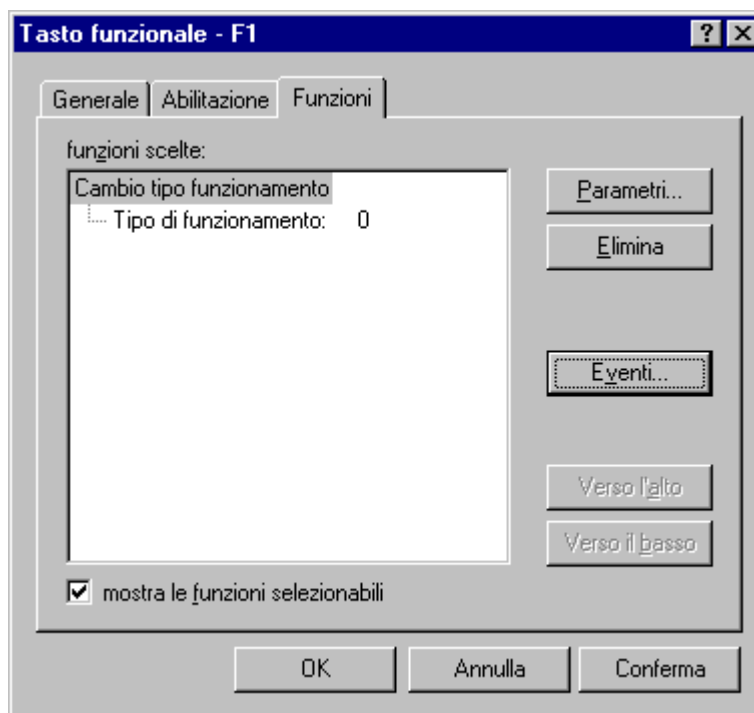 Tasto funzionale - F1
Generale Abilitazione Funzioni
funzioni scelte:
Cambio tipo funzionamento
Tipo di funzionamento: 0
Parametri...
Elimina
Eventi...
Verso l'alto
Verso il basso
mostra le funzioni selezionabili
OK Annulla Conferma